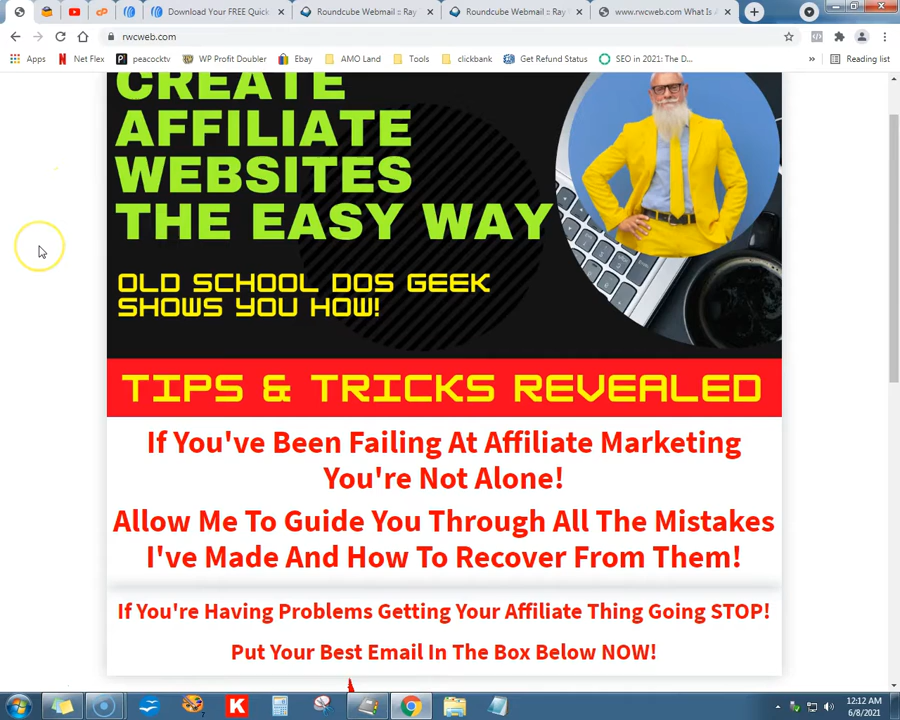 Download Your FREE Quick
Roundcube Webmail :: Ray
Roundcube Webmail :: Ray
www.rwcweb.com What Is
rwcweb.com
Apps
Net Flex
peacocktv
WP Profit Doubler
Ebay
AMO Land
Tools
clickbank
Get Refund Status
SEO in 2021: The D...
»
Reading list
CREATE
AFFILIATE
WEBSITES
THE EASY WAY
OLD SCHOOL DOS GEEK
SHOWS YOU HOW!
TIPS & TRICKS REVEALED
If You've Been Failing At Affiliate Marketing
You're Not Alone!
Allow Me To Guide You Through All The Mistakes
I've Made And How To Recover From Them!
If You're Having Problems Getting Your Affiliate Thing Going STOP!
Put Your Best Email In The Box Below NOW!
12:12 AM
6/8/2021